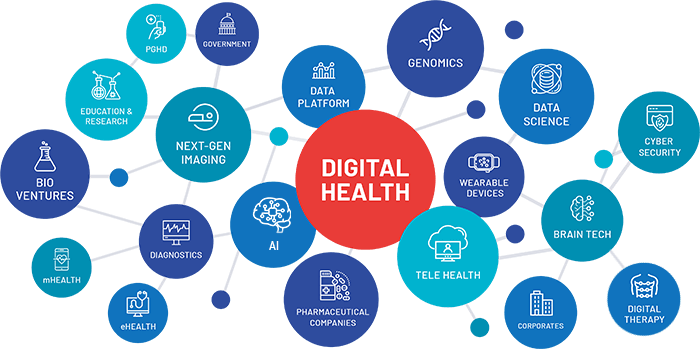 PGHD
GOVERNMENT
GENOMICS
EDUCATION &
RESEARCH
DATA
PLATFORM
DATA
SCIENCE
NEXT-GEN
IMAGING
CYBER
SECURITY
BIO
VENTURES
DIGITAL
HEALTH
WEARABLE
DEVICES
DIAGNOSTICS
AI
TELE HEALTH
BRAIN TECH
mHEALTH
eHEALTH
PHARMACEUTICAL
COMPANIES
CORPORATES
DIGITAL
THERAPY